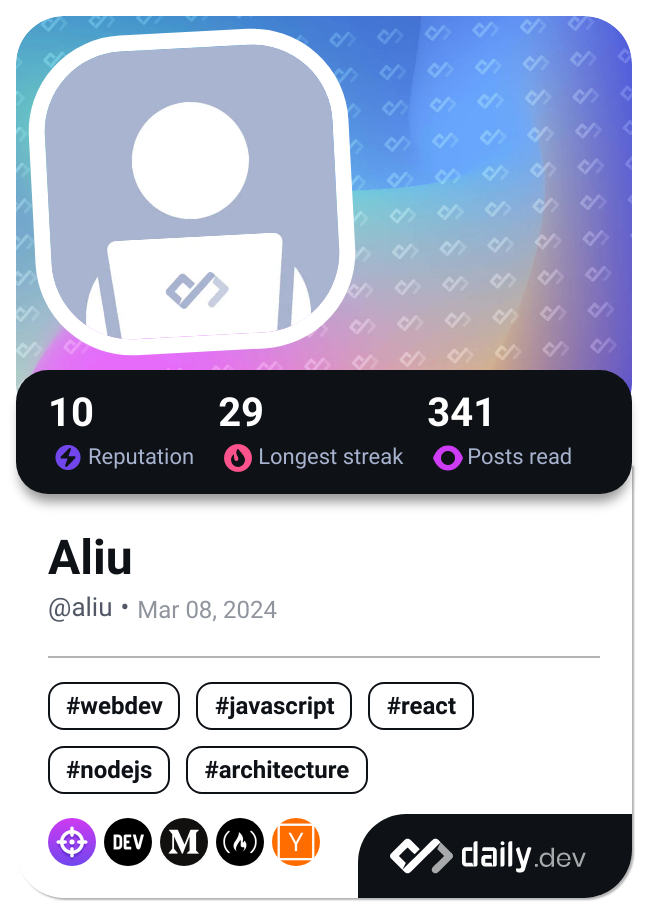 10 29 341
Reputation Longest streak Posts read
Aliu
@aliu • Mar 08, 2024
#webdev #javascript #react
#nodejs #architecture
DEV M Y daily.dev